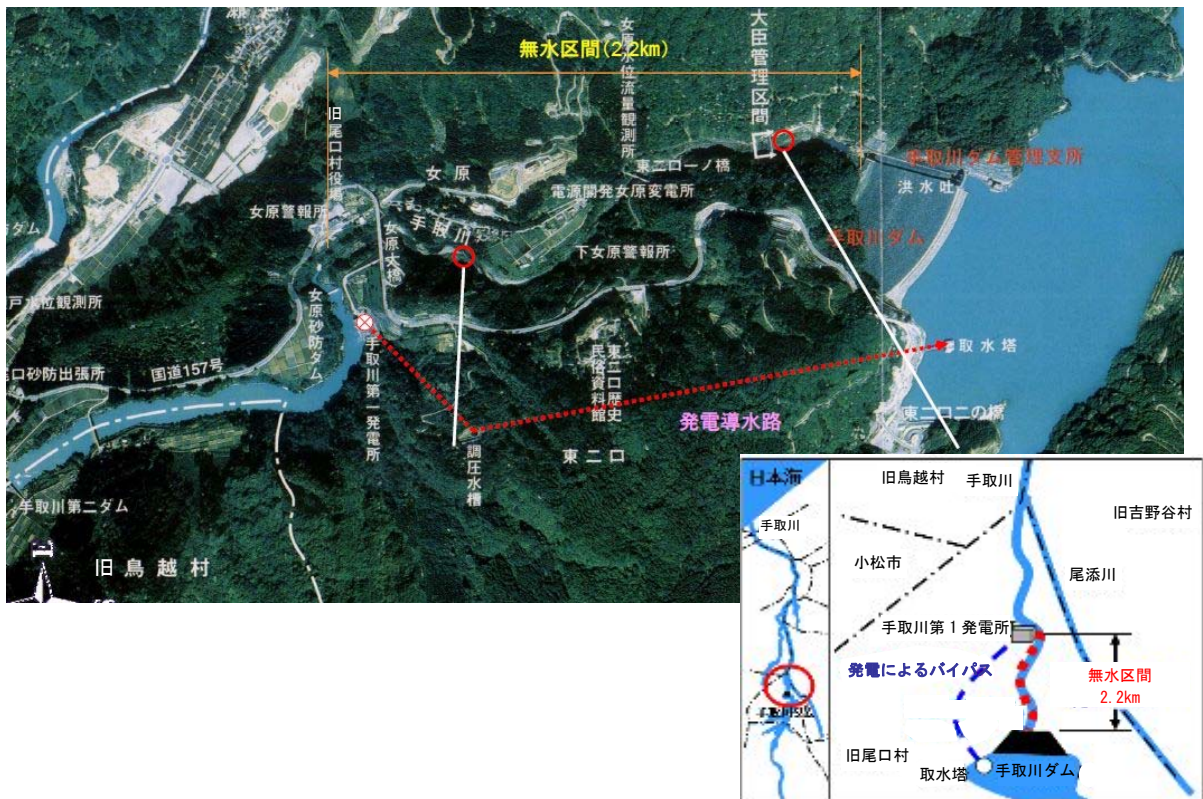 無水区間(2.2km)
大臣管理区間
女原水位流量観測所
旧尾口村役場
東二口一ノ橋
手取川ダム管理支所
洪水吐
女原
電源開発女原変電所
女原警報所
手取川
女原大橋
下女原警報所
手取川ダム
ダム
戸水位観測所
女原砂防ダム
取水塔
国道157号
尾口砂防出張所
手取川第一発電所
東二口歴史
民俗資料館
発電導水路
東二口二の橋
調圧水槽
東二口
手取川第二ダム
旧鳥越村
日本海
手取川
旧鳥越村
手取川
旧吉野谷村
小松市
尾添川
手取川第1発電所
発電によるバイパス
無水区間
2.2km
旧尾口村
取水塔
手取川ダム